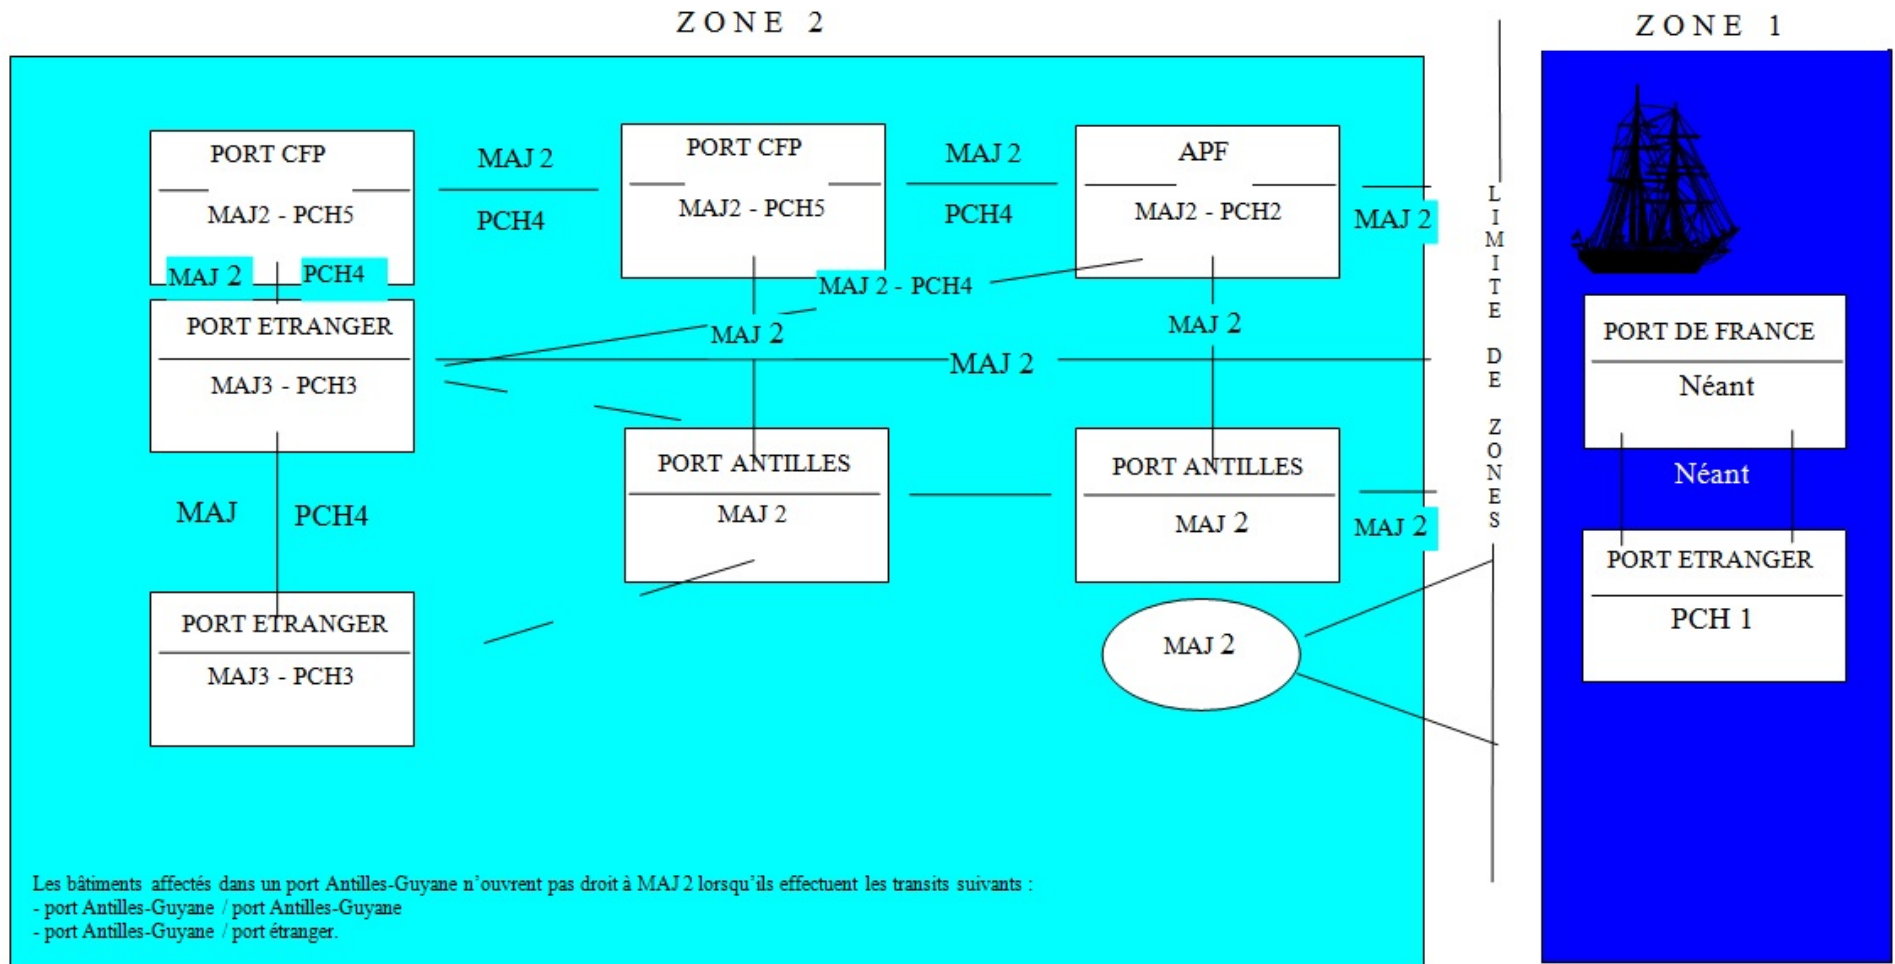 ZONE 2
ZONE 1
PORT CFP
MAJ2 - PCH5
MAJ 2
PCH4
PORT CFP
MAJ2 - PCH5
MAJ 2
PCH4
APF
MAJ2 - PCH2
MAJ 2
MAJ 2
PCH4
MAJ 2 - PCH4
PORT ETRANGER
MAJ3 - PCH3
MAJ 2
MAJ 2
MAJ 2
LIMITE DE ZONES
PORT DE FRANCE
Néant
Néant
PORT ETRANGER
PCH 1
MAJ
PCH4
PORT ANTILLES
MAJ 2
PORT ANTILLES
MAJ 2
MAJ 2
PORT ETRANGER
MAJ3 - PCH3
MAJ 2
Les bâtiments affectés dans un port Antilles-Guyane n’ouvrent pas droit à MAJ 2 lorsqu’ils effectuent les transits suivants :
- port Antilles-Guyane / port Antilles-Guyane
- port Antilles-Guyane / port étranger.